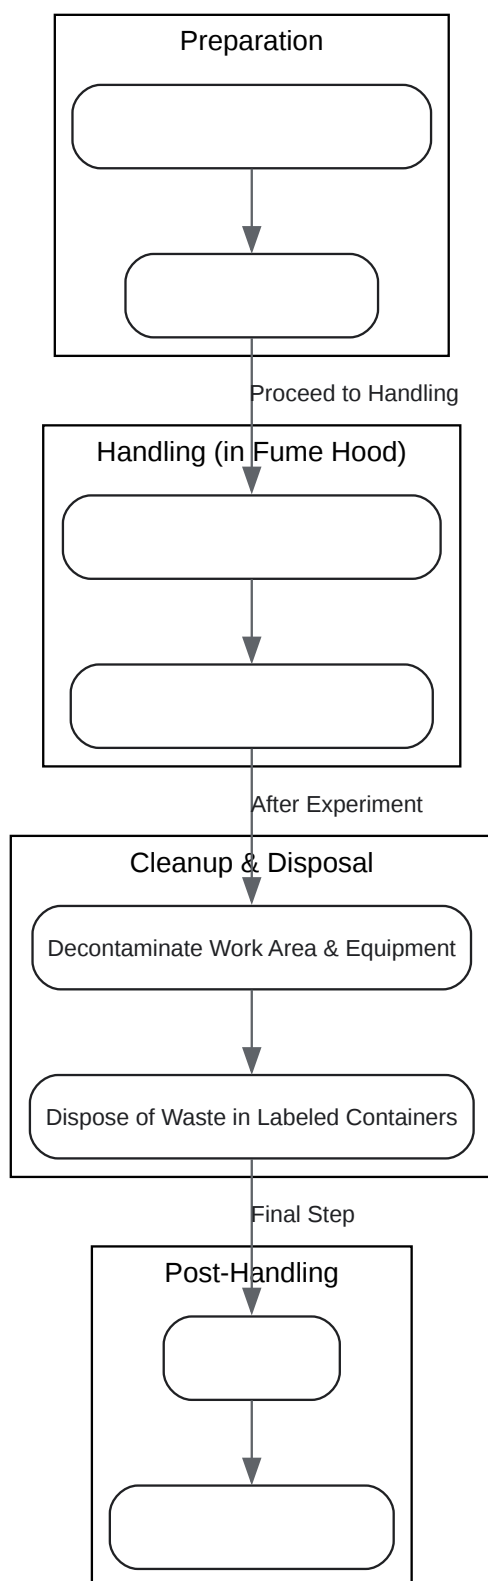 Preparation
Proceed to Handling
Handling (in Fume Hood)
After Experiment
Cleanup & Disposal
Decontaminate Work Area & Equipment
Dispose of Waste in Labeled Containers
Final Step
Post-Handling